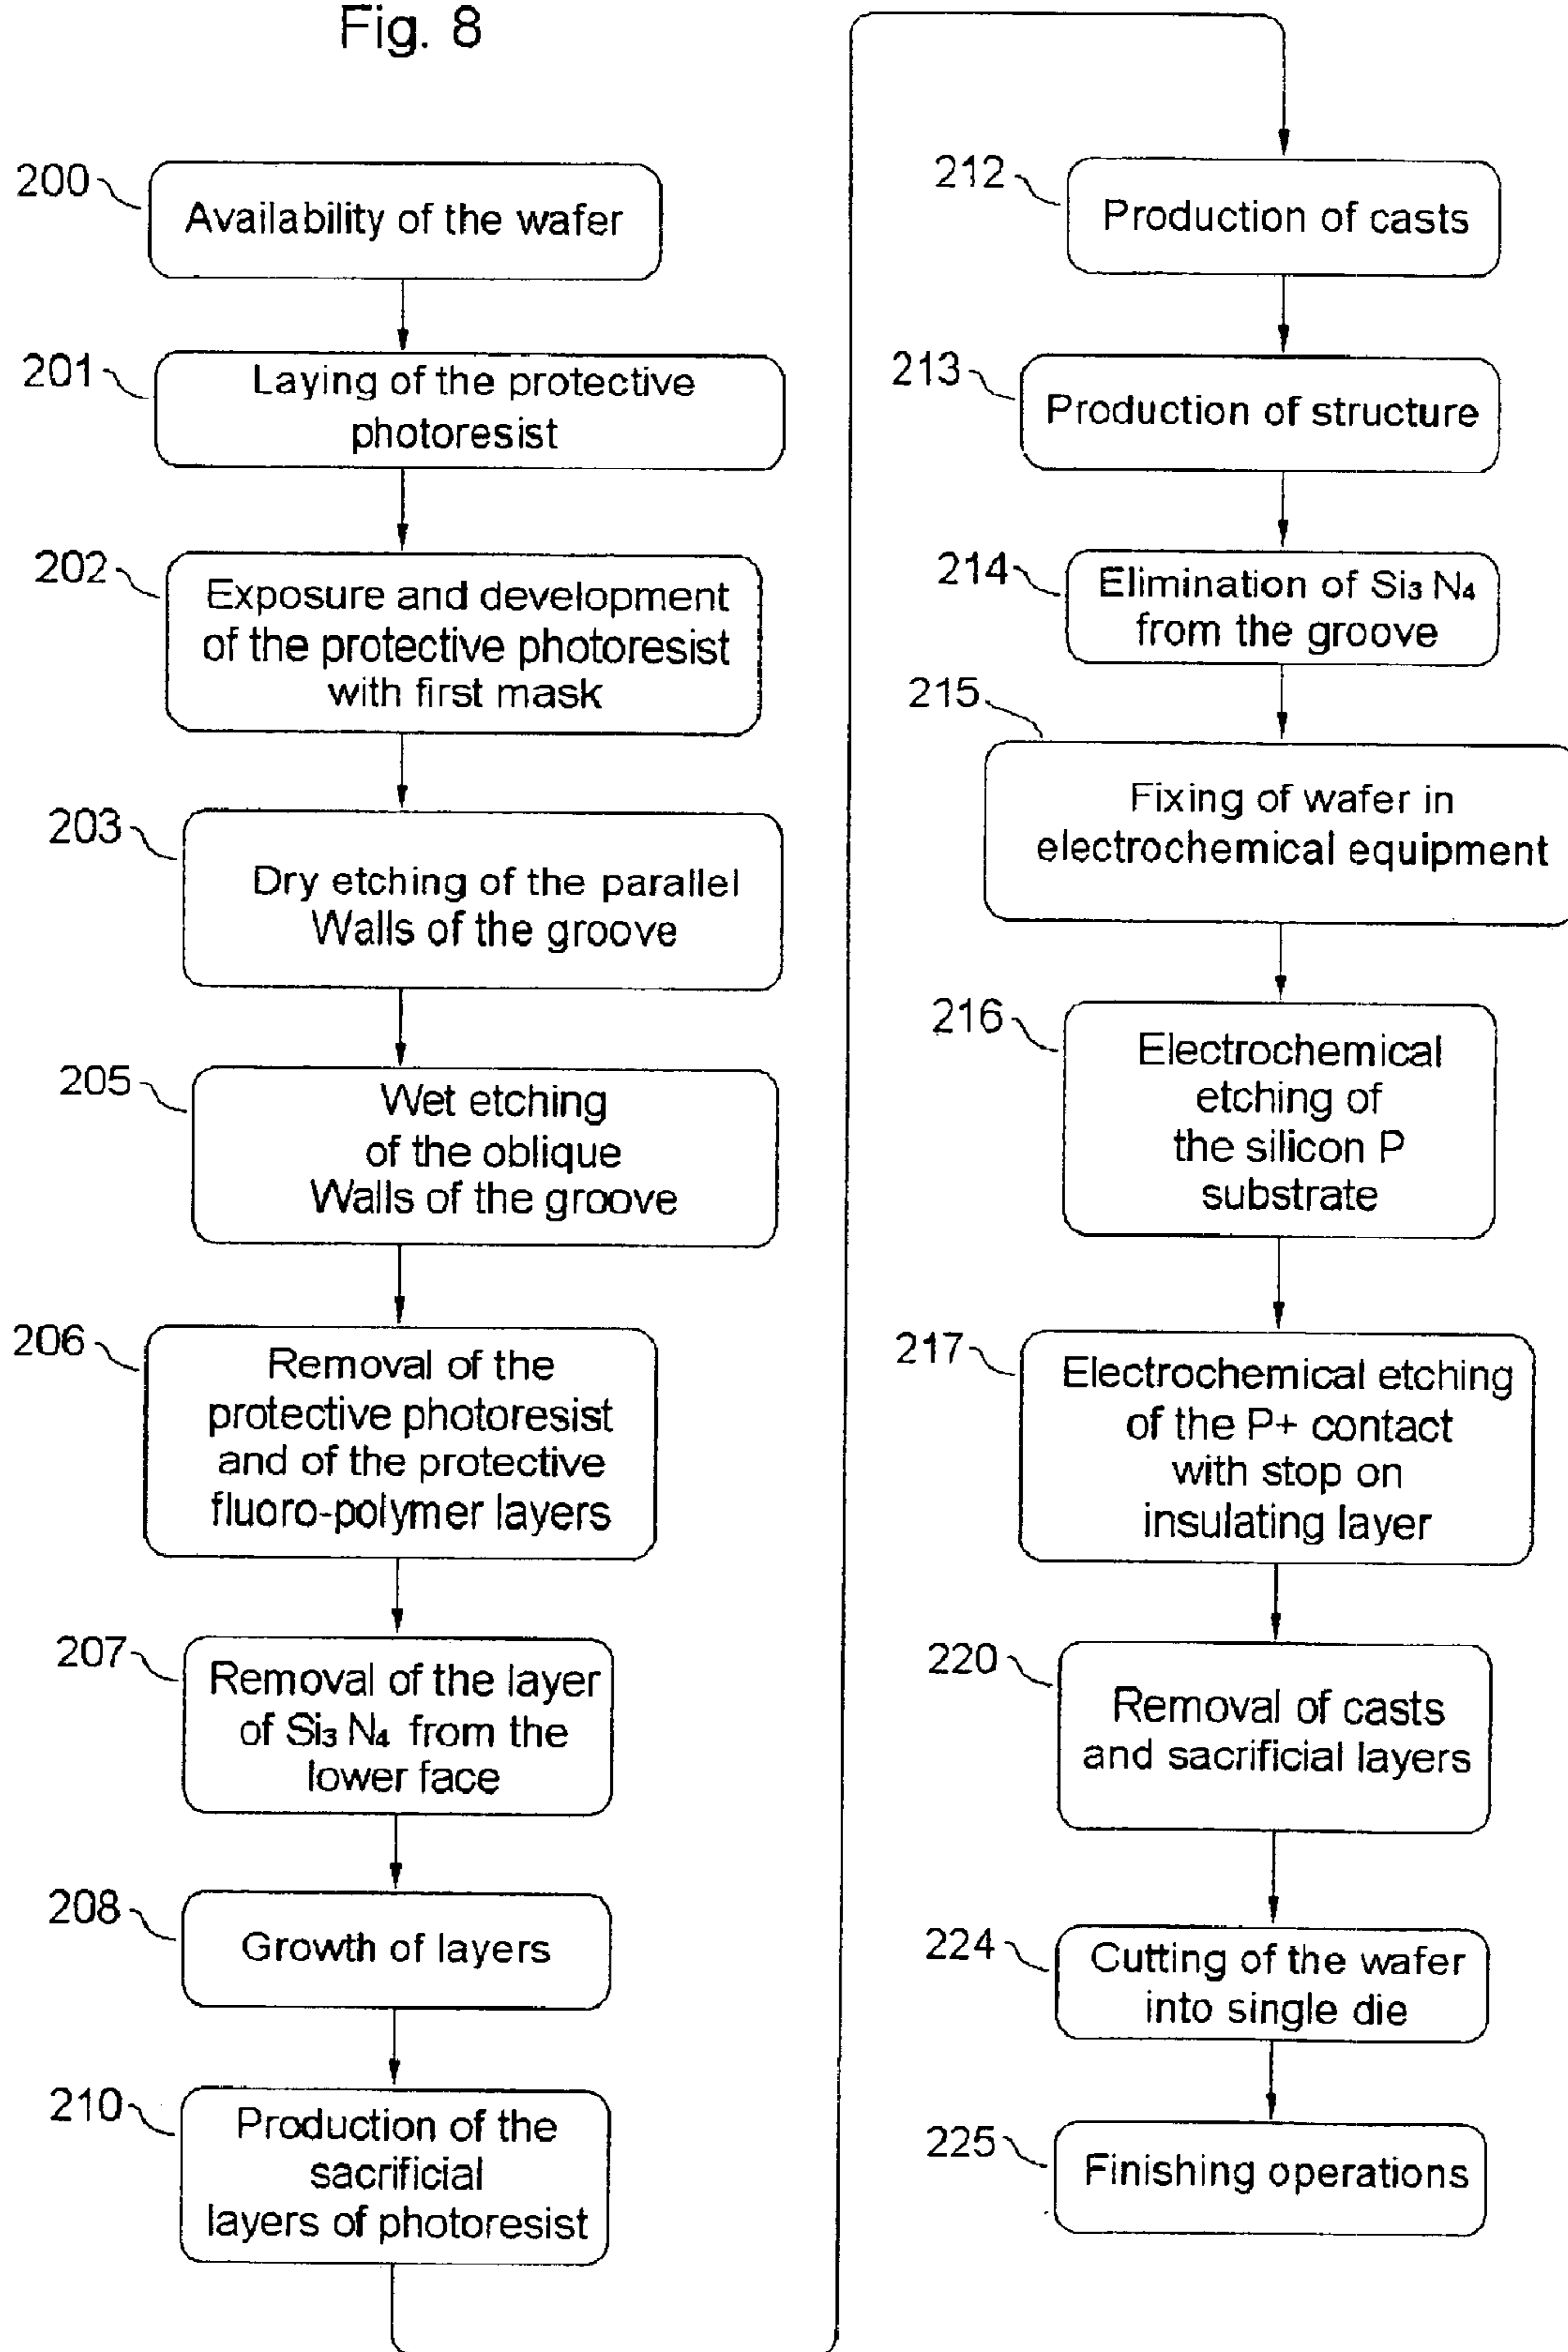 Fig. 8
200
Availability of the wafer
201
Laying of the protective
photoresist
202
Exposure and development
of the protective photoresist
with first mask
203
Dry etching of the parallel
Walls of the groove
205
Wet etching
of the oblique
Walls of the groove
206
Removal of the
protective photoresist
and of the protective
fluoro-polymer layers
207
Removal of the layer
of Si₃ N₄ from the
lower face
208
Growth of layers
210
Production of the
sacrificial
layers of photoresist
212
Production of casts
213
Production of structure
214
Elimination of Si₃ N₄
from the groove
215
Fixing of wafer in
electrochemical equipment
216
Electrochemical
etching of
the silicon P
substrate
217
Electrochemical etching
of the P+ contact
with stop on
insulating layer
220
Removal of casts
and sacrificial layers
224
Cutting of the wafer
into single die
225
Finishing operations